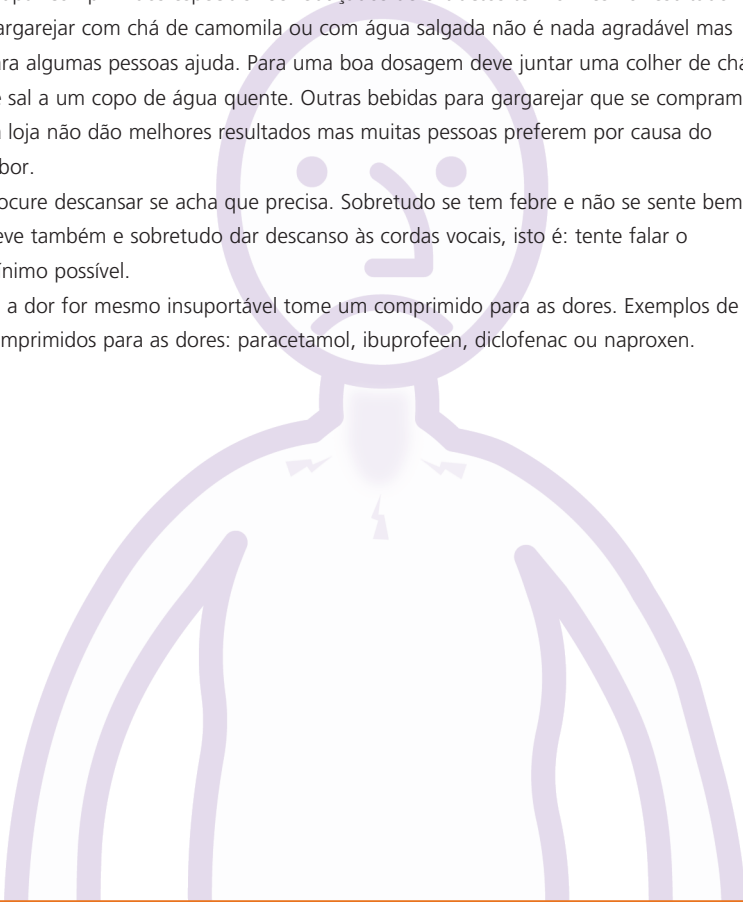 argarejar com chá de camomila ou com água salgada não é nada agradável mas
ra algumas pessoas ajuda. Para uma boa dosagem deve juntar uma colher de chá
sal a um copo de água quente. Outras bebidas para gargarejar que se compram
loja não dão melhores resultados mas muitas pessoas preferem por causa do
bor.
ocure descansar se acha que precisa. Sobretudo se tem febre e não se sente bem.
eve também e sobretudo dar descanso às cordas vocais, isto é: tente falar o
nimo possível.
a dor for mesmo insuportável tome um comprimido para as dores. Exemplos de
mprimidos para as dores: paracetamol, ibuprofeen, diclofenac ou naproxen.